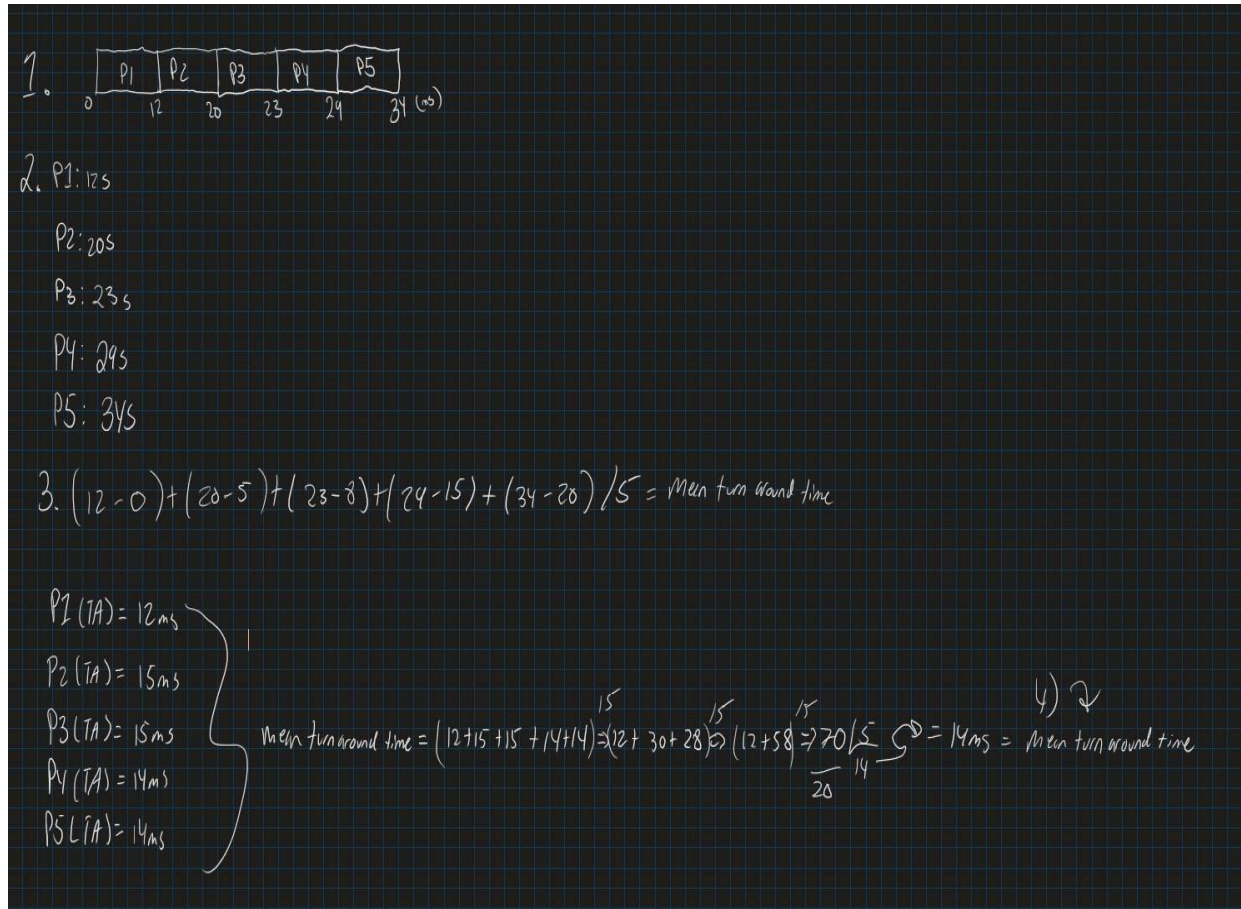 1. P1 P2 P3 P4 P5
0 12 20 23 29 34 (ms)
2. P1: 12s
P2: 20s
P3: 23s
P4: 29s
P5: 34s
3. (12-0)+(20-5)+(23-8)+(29-15)+(34-20)/5 = Mean turn around time
P1(TA) = 12ms
P2(TA) = 15ms
P3(TA) = 15ms
P4(TA) = 14ms
P5(TA) = 14ms
4)
15 15 15
mean turn around time = (12+15+15+14+14) => (12+30+28) => (12+58) => 70 /5 = 14ms = Mean turn around time
20 14